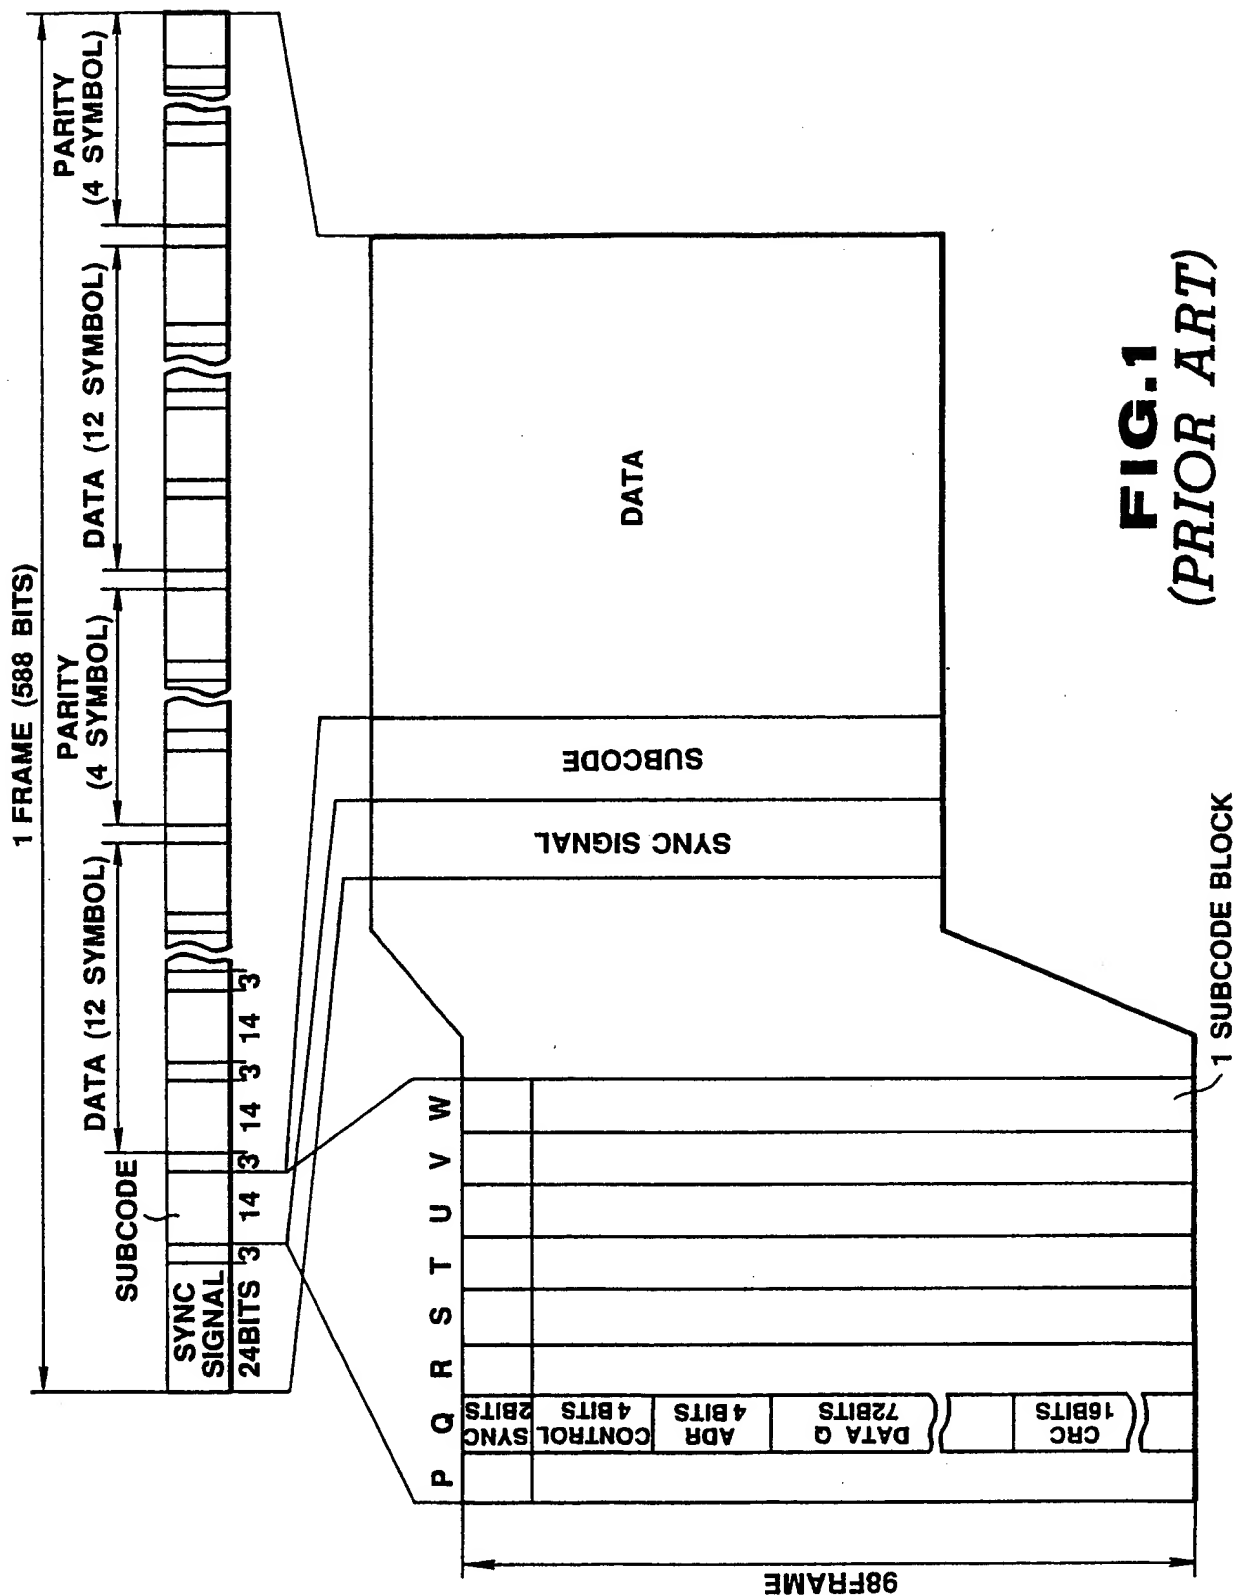 1 FRAME (588 BITS)
SUBCODE
DATA (12 SYMBOL)
PARITY
(4 SYMBOL)
DATA (12 SYMBOL)
PARITY
(4 SYMBOL)
SYNC
SIGNAL
24BITS
3
14
3
14
3
14
3
SYNC SIGNAL
SUBCODE
DATA
P
Q
R
S
T
U
V
W
SYNC
2BITS
CONTROL
4 BITS
ADR
4 BITS
DATA Q
72BITS
CRC
16BITS
98FRAME
1 SUBCODE BLOCK
FIG.1
(PRIOR ART)